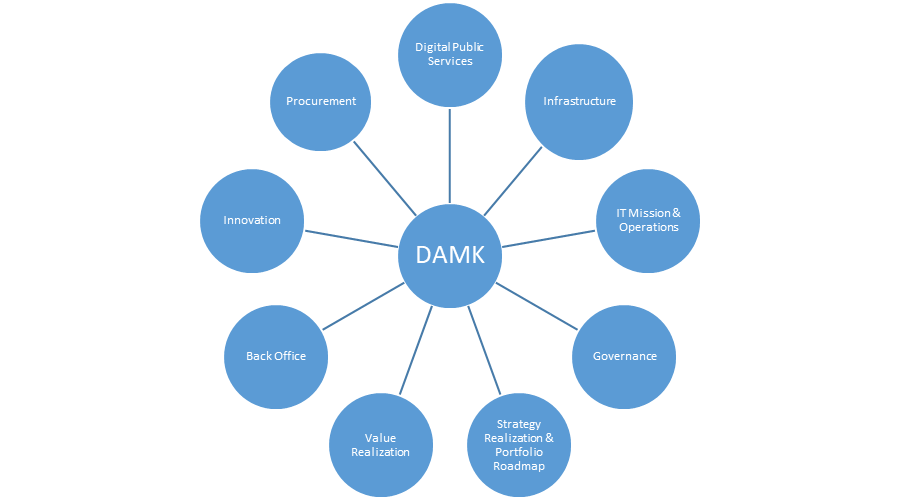 Digital Public
Services
Procurement
Infrastructure
Innovation
IT Mission &
Operations
DAMK
Back Office
Governance
Value
Realization
Strategy
Realization &
Portfolio
Roadmap